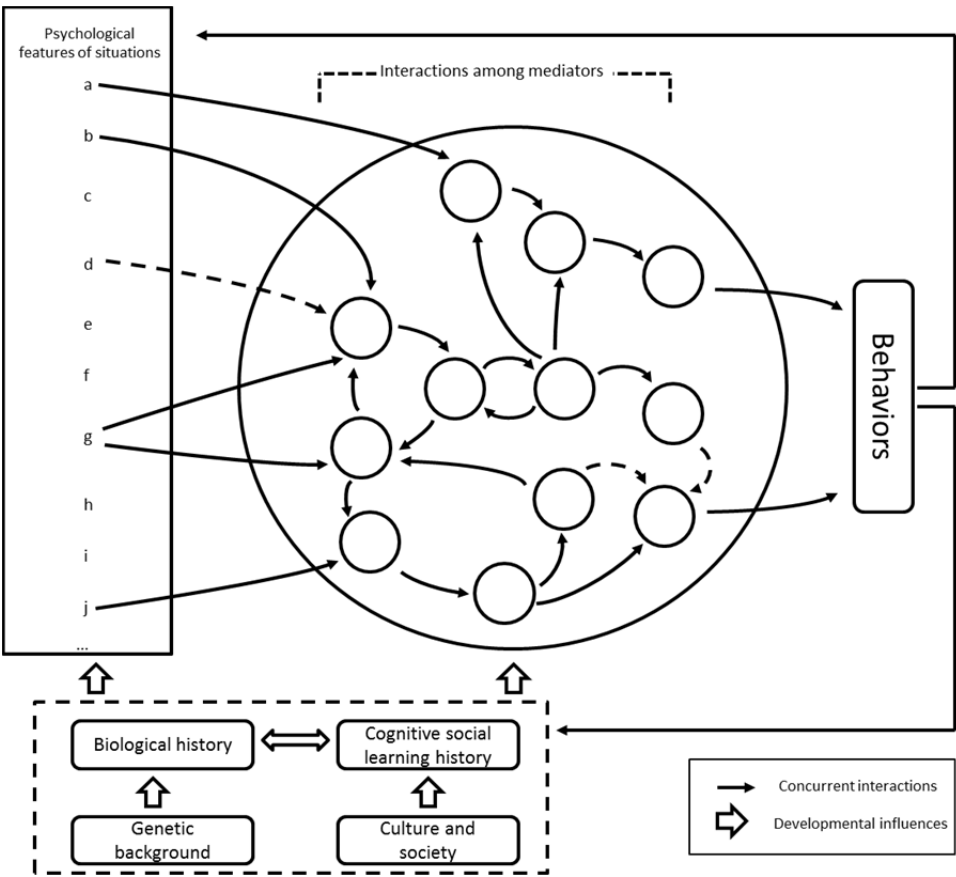 Psychological
features of situations
Interactions among mediators
a
b
c
d
e
f
g
h
i
j
...
Behaviors
Biological history
Cognitive social
learning history
Genetic
background
Culture and
society
Concurrent interactions
Developmental influences